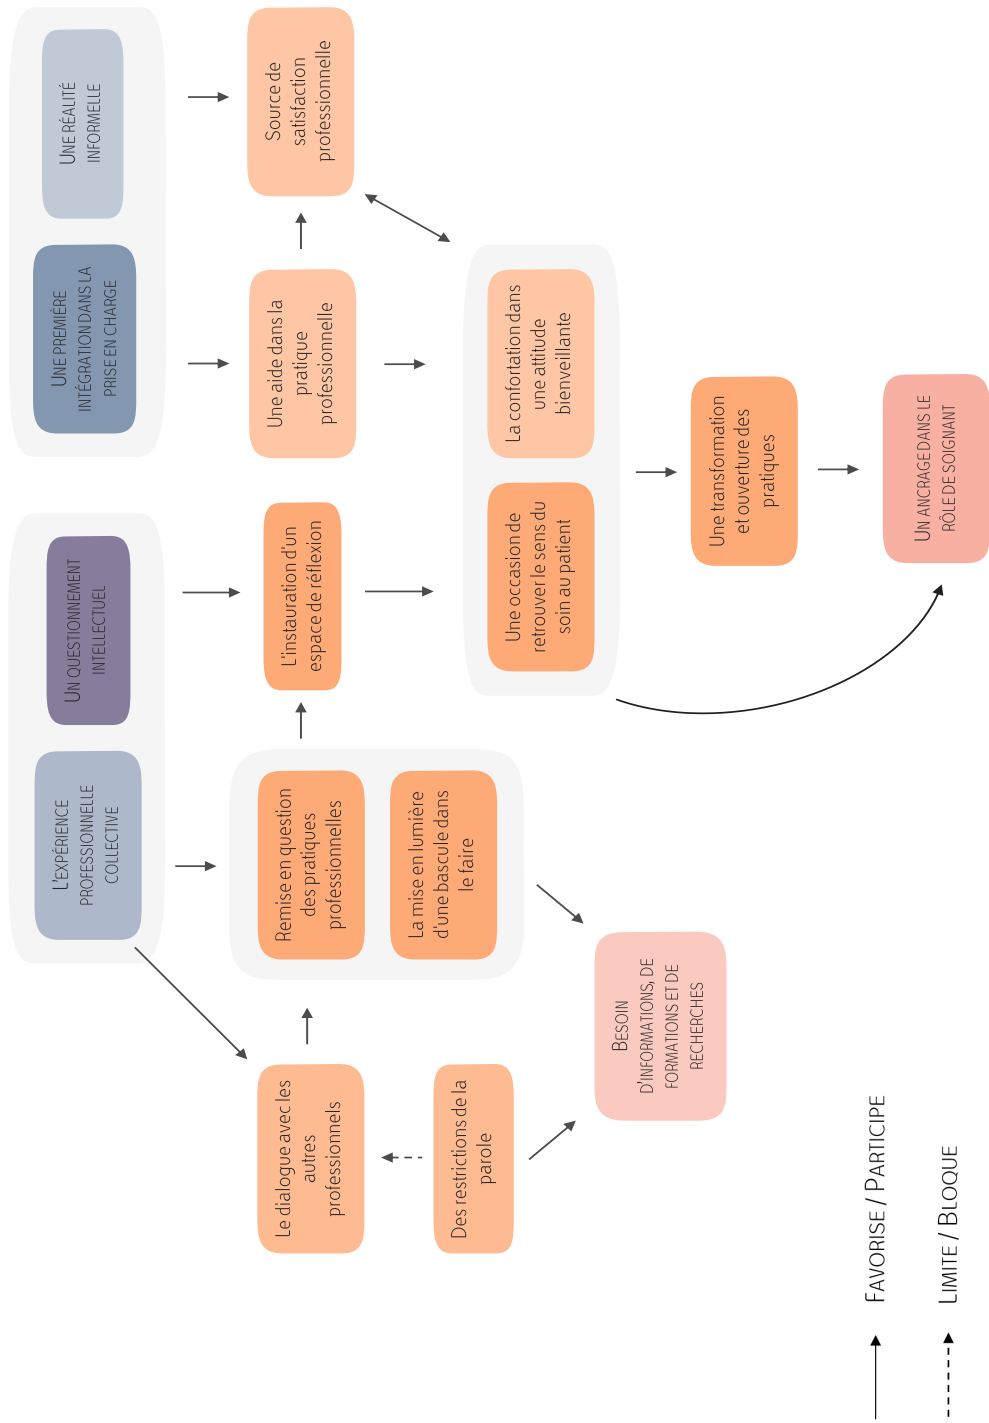 L'EXPÉRIENCE
PROFESSIONNELLE
COLLECTIVE
UN QUESTIONNEMENT
INTELLECTUEL
UNE PREMIÈRE
INTÉGRATION DANS LA
PRISE EN CHARGE
UNE RÉALITÉ
INFORMELLE
Le dialogue avec les
autres
professionnels
Remise en question
des pratiques
professionnelles
L'instauration d'un
espace de réflexion
Une aide dans la
pratique
professionnelle
Source de
satisfaction
professionnelle
Des restrictions de la
parole
La mise en lumière
d'une bascule dans
le faire
Une occasion de
retrouver le sens du
soin au patient
La confortation dans
une attitude
bienveillante
BESOIN
D'INFORMATIONS, DE
FORMATIONS ET DE
RECHERCHES
Une transformation
et ouverture des
pratiques
UN ANCRAGE DANS LE
RÔLE DE SOIGNANT
FAVORISE / PARTICIPE
LIMITE / BLOQUE